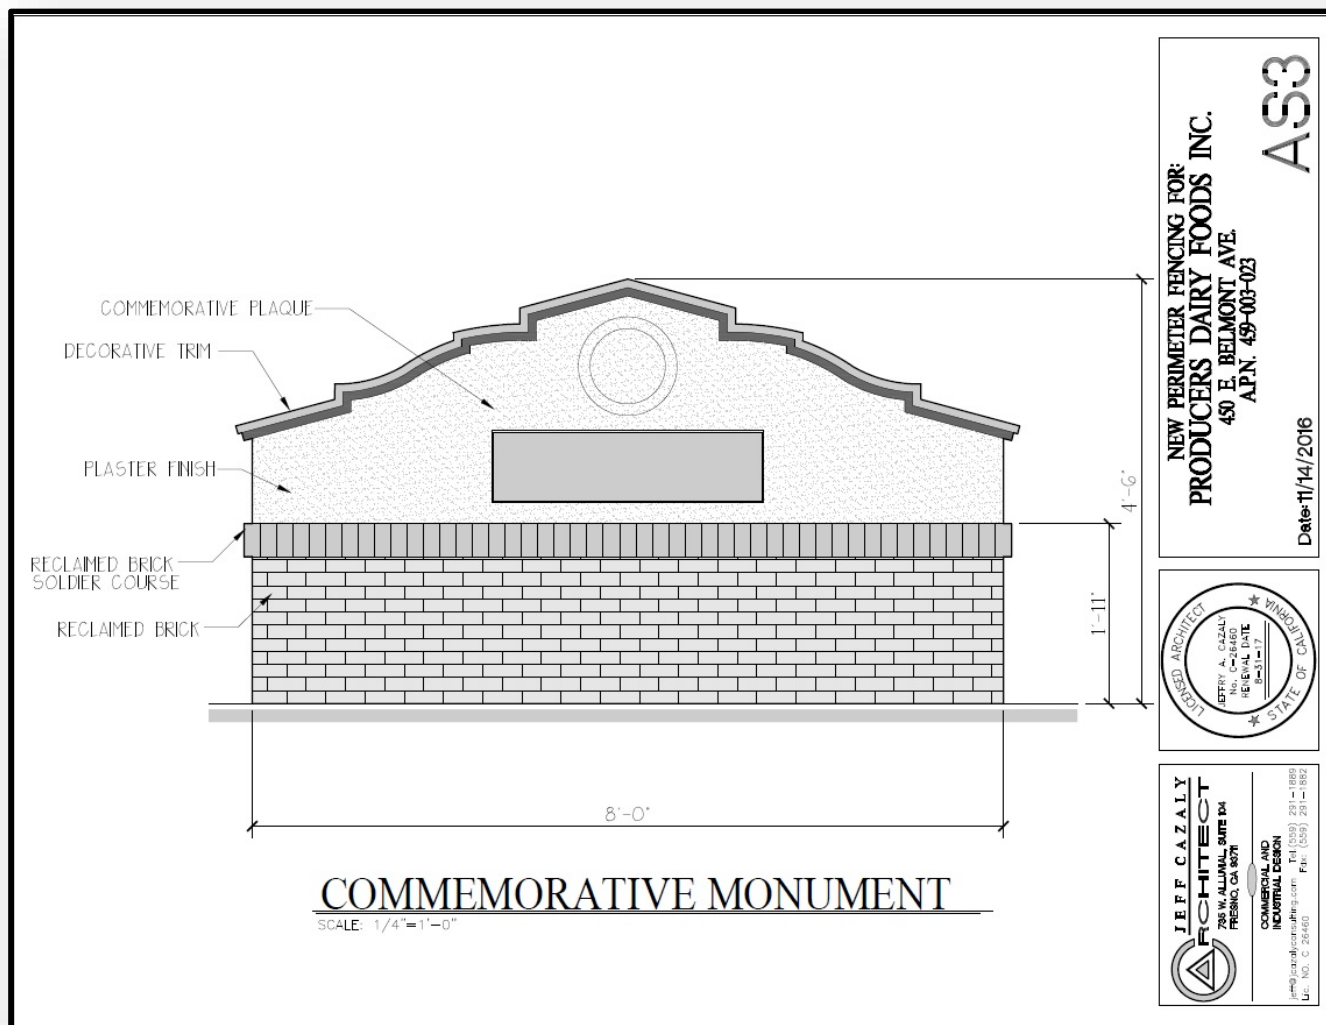 COMMEMORATIVE PLAQUE
DECORATIVE TRIM
PLASTER FINISH
RECLAIMED BRICK
SOLDIER COURSE
RECLAIMED BRICK
4'-6"
1'-11"
8'-0"
COMMEMORATIVE MONUMENT
SCALE: 1/4"=1'-0"
NEW PERIMETER FENCING FOR:
PRODUCERS DAIRY FOODS INC.
450 E. BELMONT AVE.
A.P.N. 459-003-023
AS3
Date: 11/14/2016
LICENSED ARCHITECT
JEFFRY A. CAZALY
No. C-26460
RENEWAL DATE
8-31-17
STATE OF CALIFORNIA
JEFF CAZALY
ARCHITECT
735 W. ALLUVIAL, SUITE 104
FRESNO, CA 93711
COMMERCIAL AND
INDUSTRIAL DESIGN
jeff@jcazalyconsulting.com Tel: (559) 291-1889
Lic. NO. C 26460 Fax: (559) 291-1882